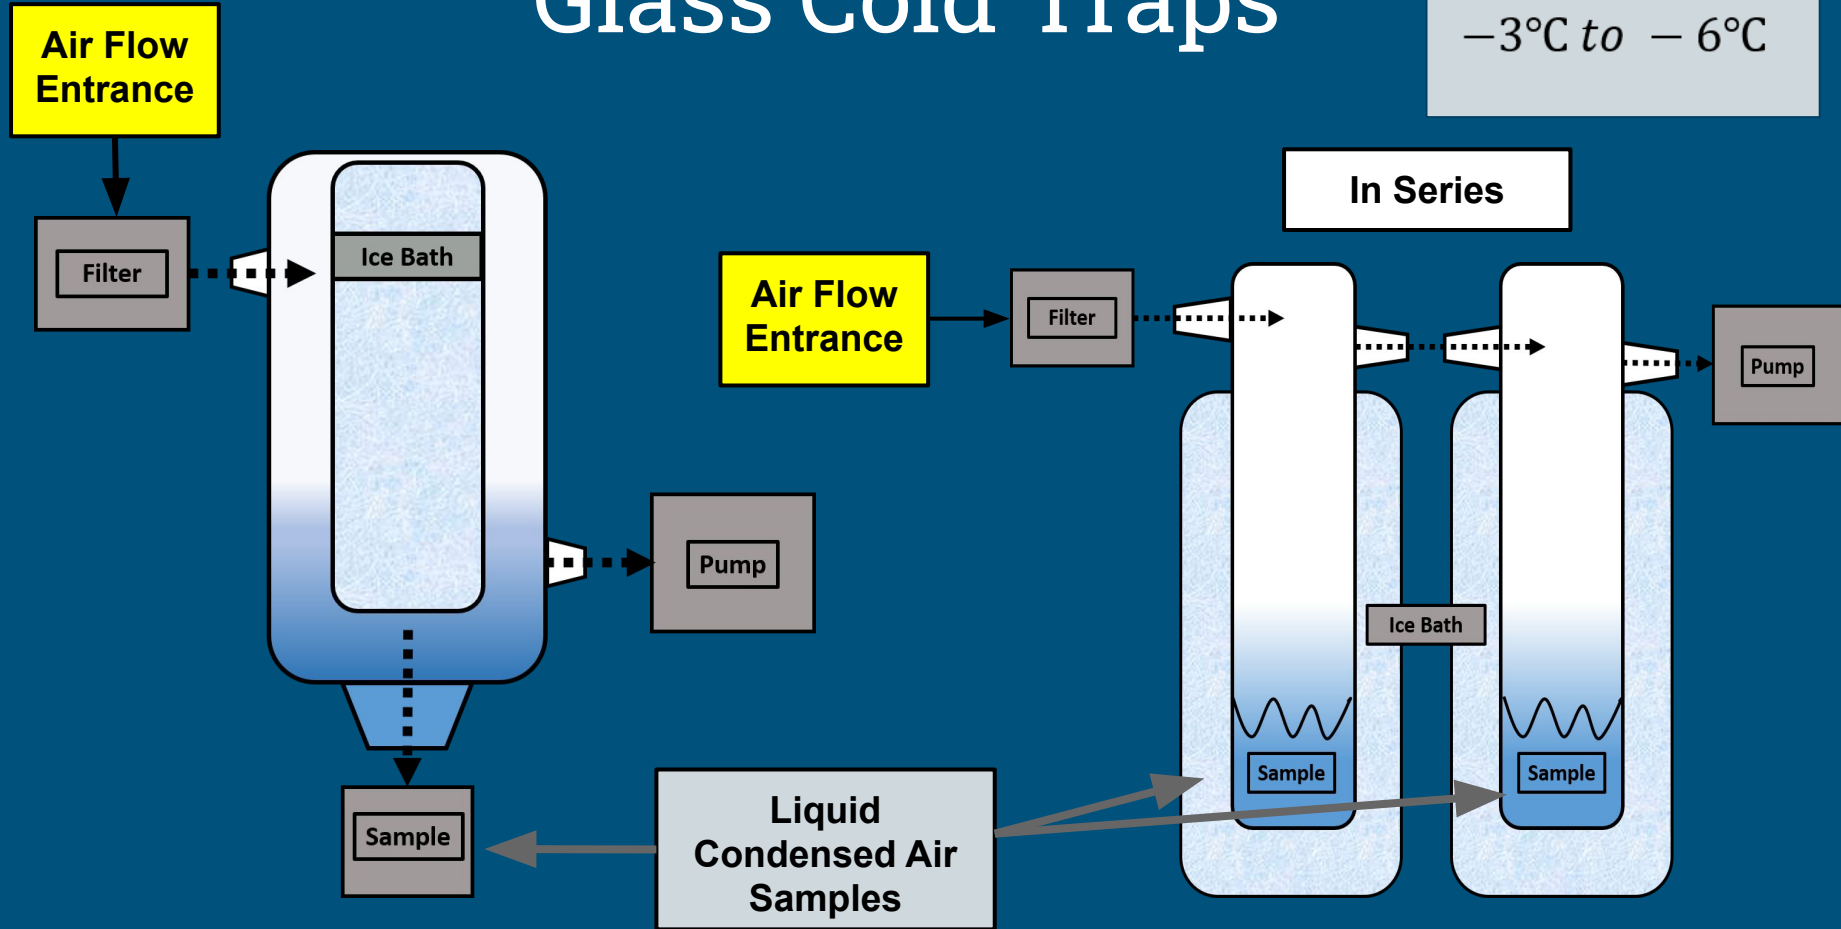 Glass Cold Traps
−3°C to − 6°C
Air Flow
Entrance
Filter
Ice Bath
Pump
Sample
In Series
Air Flow
Entrance
Filter
Pump
Ice Bath
Sample
Sample
Liquid
Condensed Air
Samples